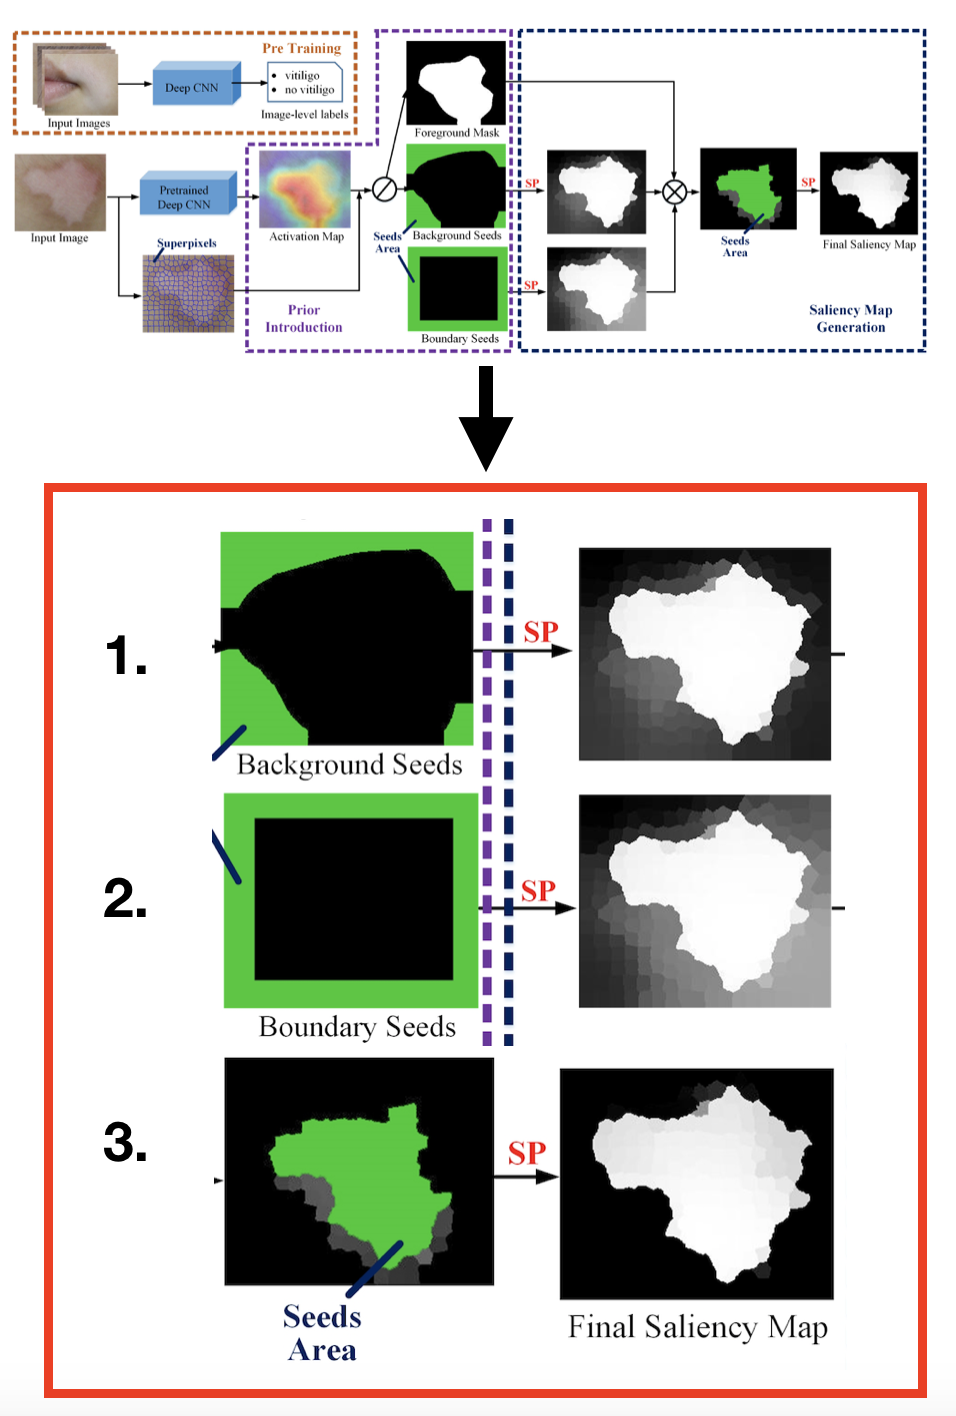 Pre Training
Deep CNN
• vitiligo
• no vitiligo
Input Images
Image-level labels
Foreground Mask
Pretrained
Deep CNN
SP
SP
Input Image
Activation Map
Seeds
Area
Background Seeds
Seeds
Area
Final Saliency Map
Superpixels
SP
Prior
Introduction
Saliency Map
Generation
Boundary Seeds
1.
SP
Background Seeds
2.
SP
Boundary Seeds
3.
SP
Seeds
Area
Final Saliency Map